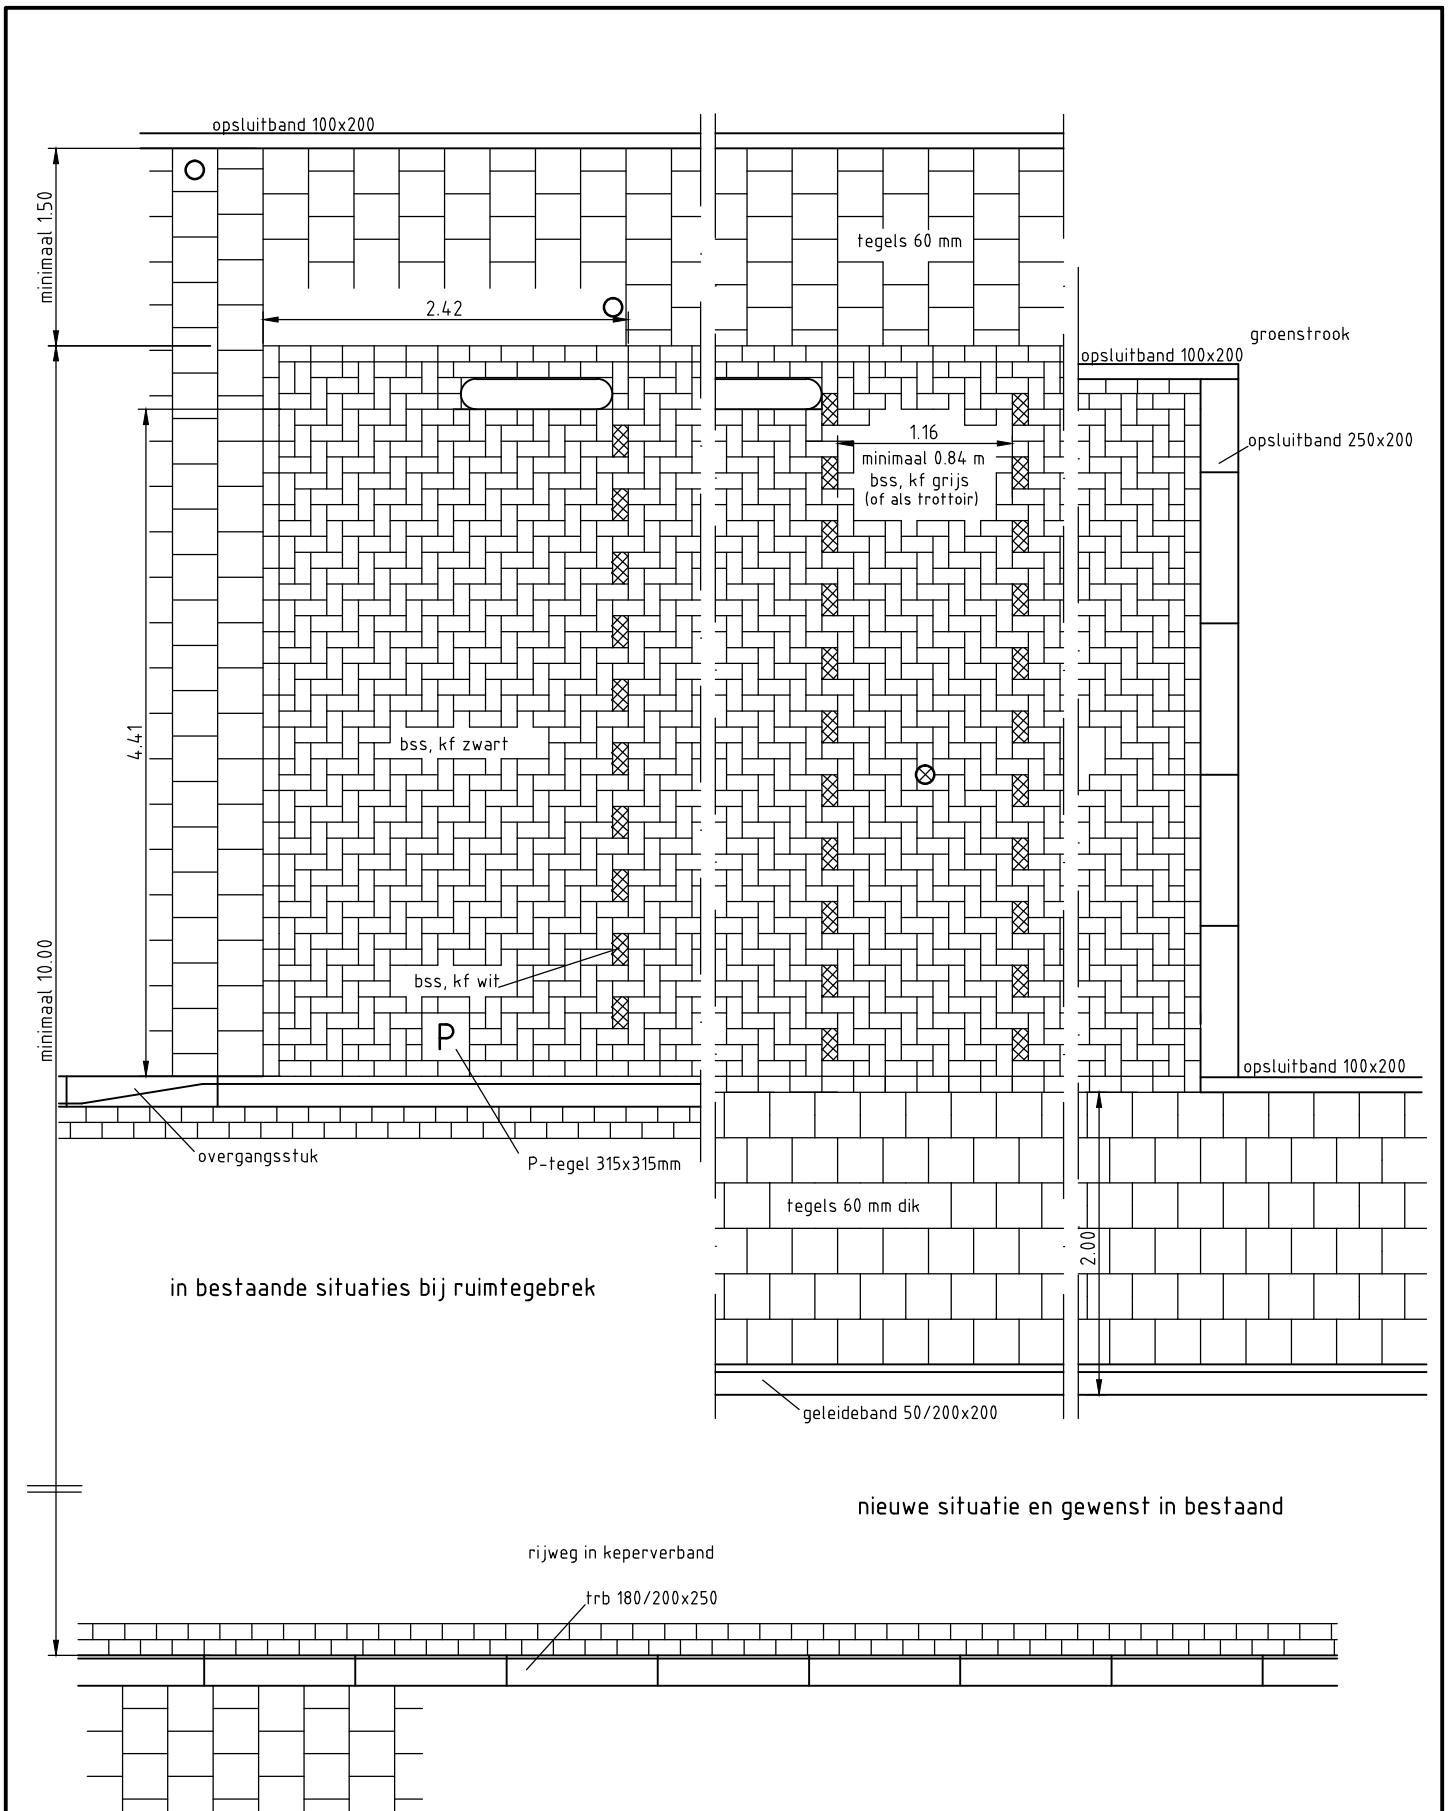 opsluitband 100x200
minimaal 1.50
tegels 60 mm
2.42
groenstrook
opsluitband 100x200
1.16
minimaal 0.84 m
bss, kf grijs
(of als trottoir)
opsluitband 250x200
4.41
bss, kf zwart
minimaal 10.00
bss, kf wit
P
opsluitband 100x200
overgangsstuk
P-tegel 315x315mm
tegels 60 mm dik
2.00
in bestaande situaties bij ruimtegebrek
geleideband 50/200x200
nieuwe situatie en gewenst in bestaand
rijweg in keperverband
trb 180/200x250